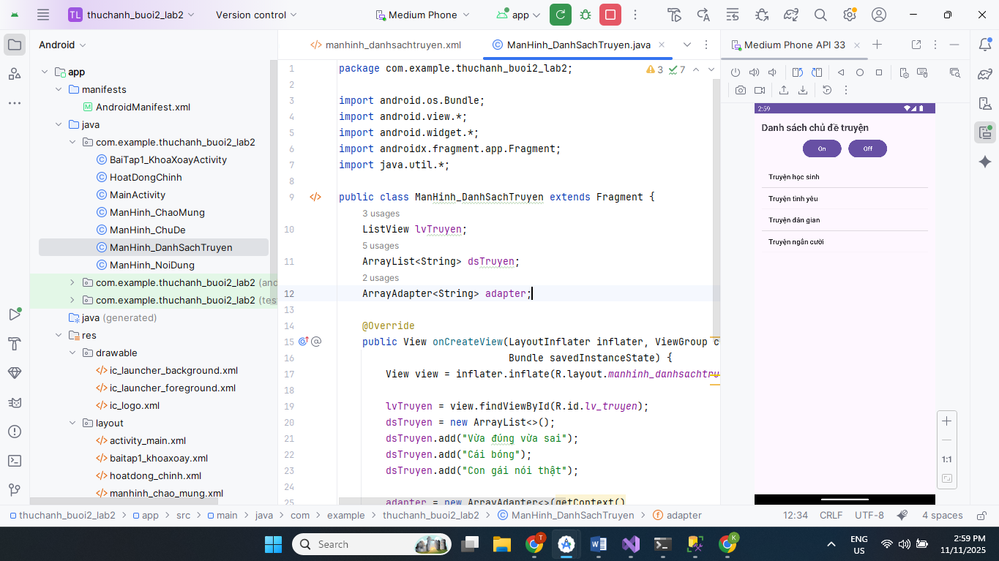 TL thuchanh_buoi2_lab2 Version control Medium Phone app
Android
app
manifests
AndroidManifest.xml
java
com.example.thuchanh_buoi2_lab2
BaiTap1_KhoaXoayActivity
HoatDongChinh
MainActivity
ManHinh_ChaoMung
ManHinh_ChuDe
ManHinh_DanhSachTruyen
ManHinh_NoiDung
com.example.thuchanh_buoi2_lab2 (and
com.example.thuchanh_buoi2_lab2 (tes
java (generated)
res
drawable
ic_launcher_background.xml
ic_launcher_foreground.xml
ic_logo.xml
layout
activity_main.xml
baitap1_khoaxoay.xml
hoatdong_chinh.xml
manhinh_chao_mung.xml
manhinh_danhsachtruyen.xml ManHinh_DanhSachTruyen.java
3 7
1 package com.example.thuchanh_buoi2_lab2;
2
3 import android.os.Bundle;
4 import android.view.*;
5 import android.widget.*;
6 import androidx.fragment.app.Fragment;
7 import java.util.*;
8
9 public class ManHinh_DanhSachTruyen extends Fragment {
3 usages
10 ListView lvTruyen;
5 usages
11 ArrayList<String> dsTruyen;
2 usages
12 ArrayAdapter<String> adapter;
13
14 @Override
15 public View onCreateView(LayoutInflater inflater, ViewGroup c
16 Bundle savedInstanceState) {
17 View view = inflater.inflate(R.layout.manhinh_danhsachtru
18
19 lvTruyen = view.findViewById(R.id.lv_truyen);
20 dsTruyen = new ArrayList<>();
21 dsTruyen.add("Vừa đúng vừa sai");
22 dsTruyen.add("Cái bóng");
23 dsTruyen.add("Con gái nói thật");
24
25 adapter = new ArrayAdapter<>(getContext()
Medium Phone API 33
2:59
Danh sách chủ đề truyện
On Off
Truyện học sinh
Truyện tình yêu
Truyện dân gian
Truyện ngắn cười
1:1
thuchanh_buoi2_lab2 > app > src > main > java > com > example > thuchanh_buoi2_lab2 > ManHinh_DanhSachTruyen > adapter
12:34 CRLF UTF-8 4 spaces
Search
ENG
US
2:59 PM
11/11/2025